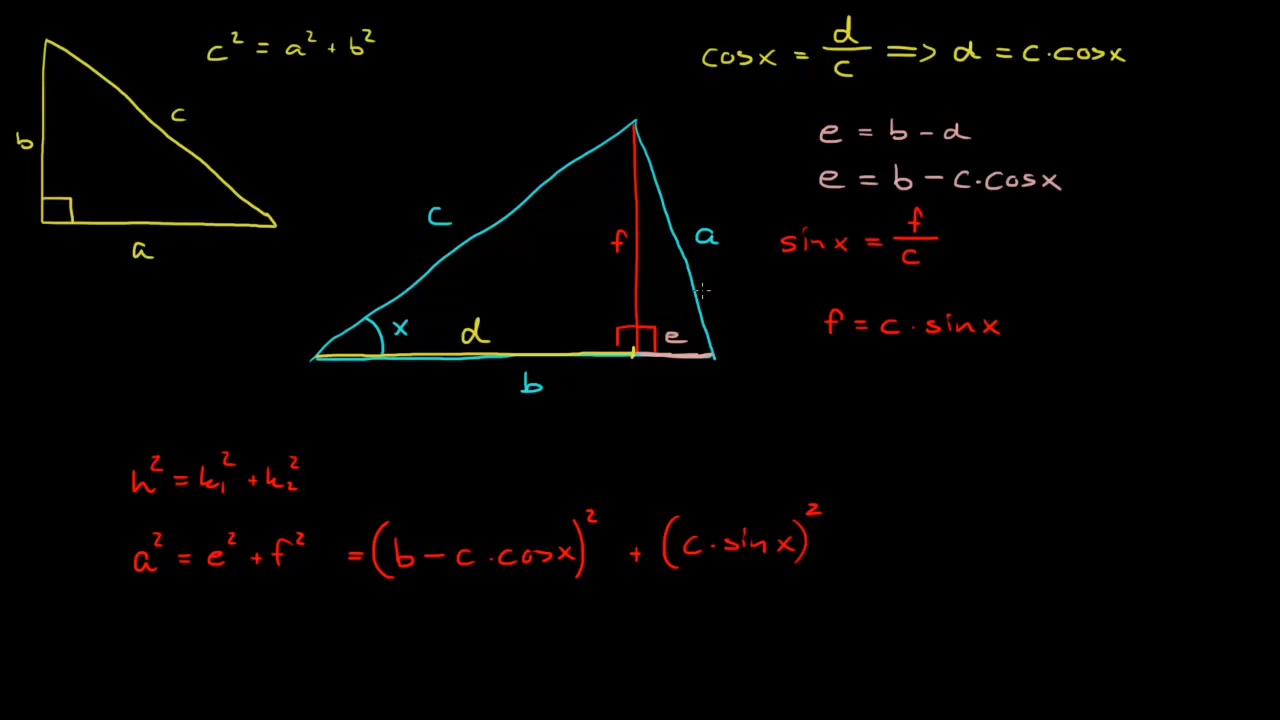 c² = a² + b²
b
c
a
cos x = d/c => d = c·cos x
e = b - d
e = b - c·cos x
sin x = f/c
f = c · sin x
c
f
a
x
d
e
b
h² = k₁² + k₂²
a² = e² + f² = (b - c · cos x)² + (c · sin x)²